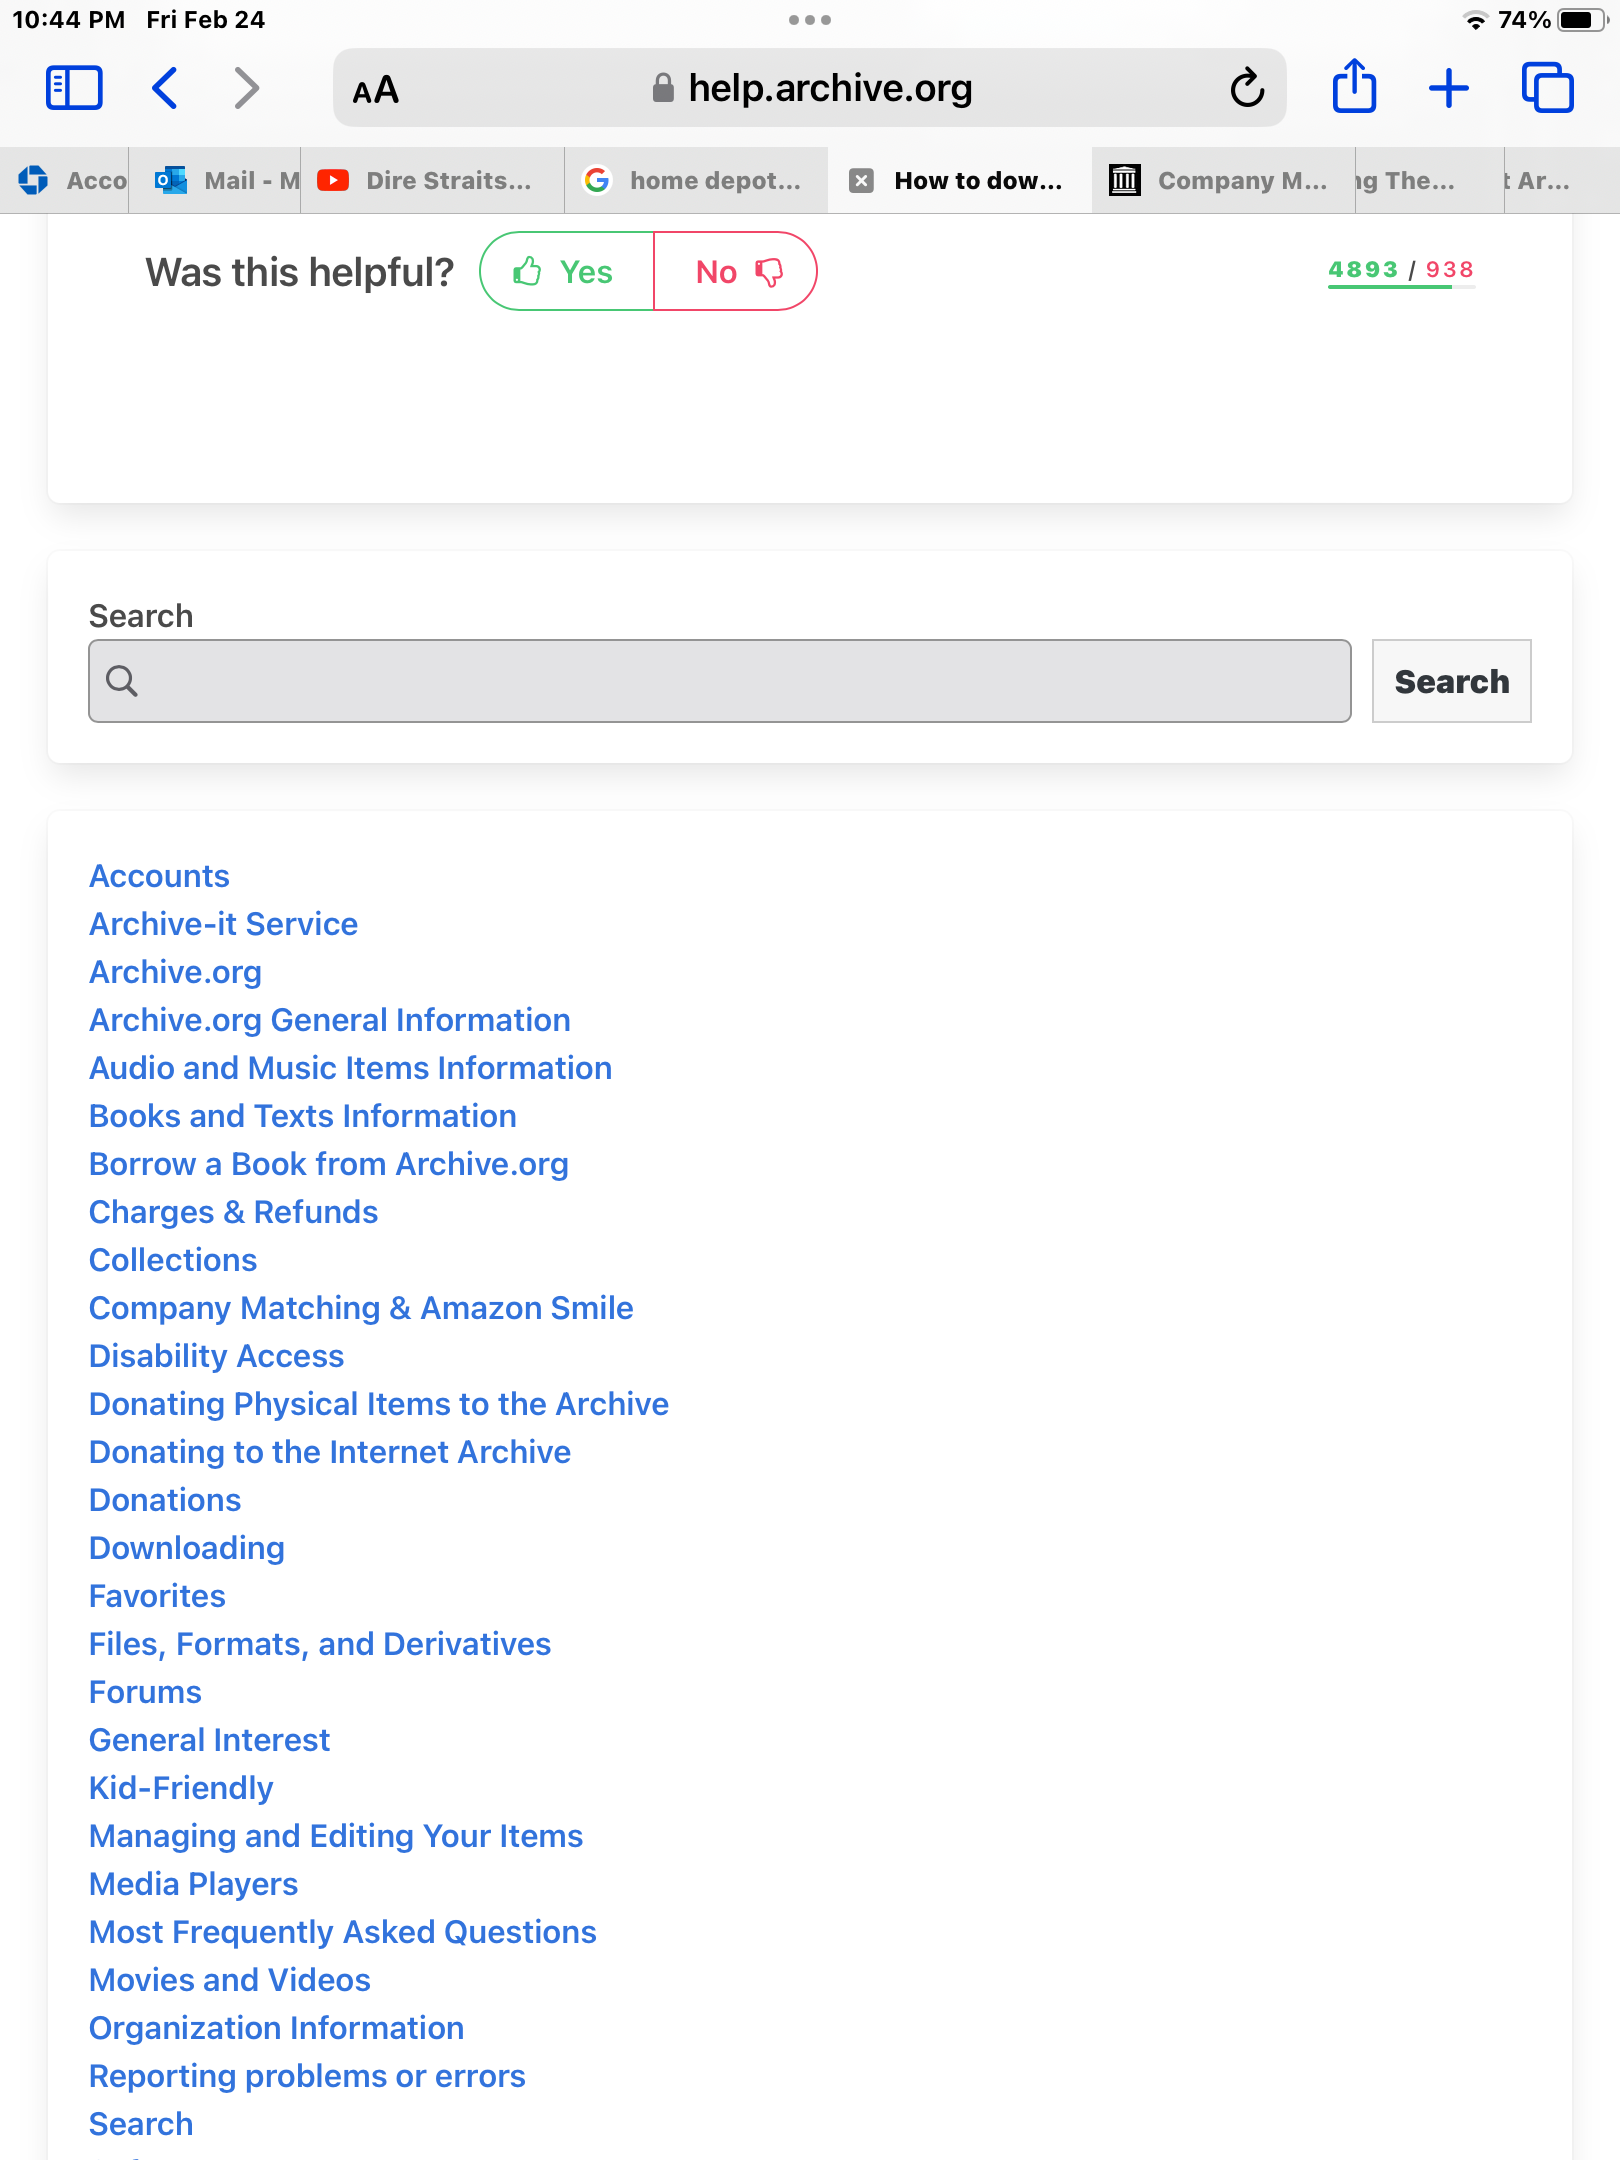 10:44 PM Fri Feb 24
74%
AA
help.archive.org
Acco
Mail - M
Dire Straits...
home depot...
How to dow...
Company M...
ng The...
t Ar...
Was this helpful?
Yes
No
4893 / 938
Search
Search
Accounts
Archive-it Service
Archive.org
Archive.org General Information
Audio and Music Items Information
Books and Texts Information
Borrow a Book from Archive.org
Charges & Refunds
Collections
Company Matching & Amazon Smile
Disability Access
Donating Physical Items to the Archive
Donating to the Internet Archive
Donations
Downloading
Favorites
Files, Formats, and Derivatives
Forums
General Interest
Kid-Friendly
Managing and Editing Your Items
Media Players
Most Frequently Asked Questions
Movies and Videos
Organization Information
Reporting problems or errors
Search